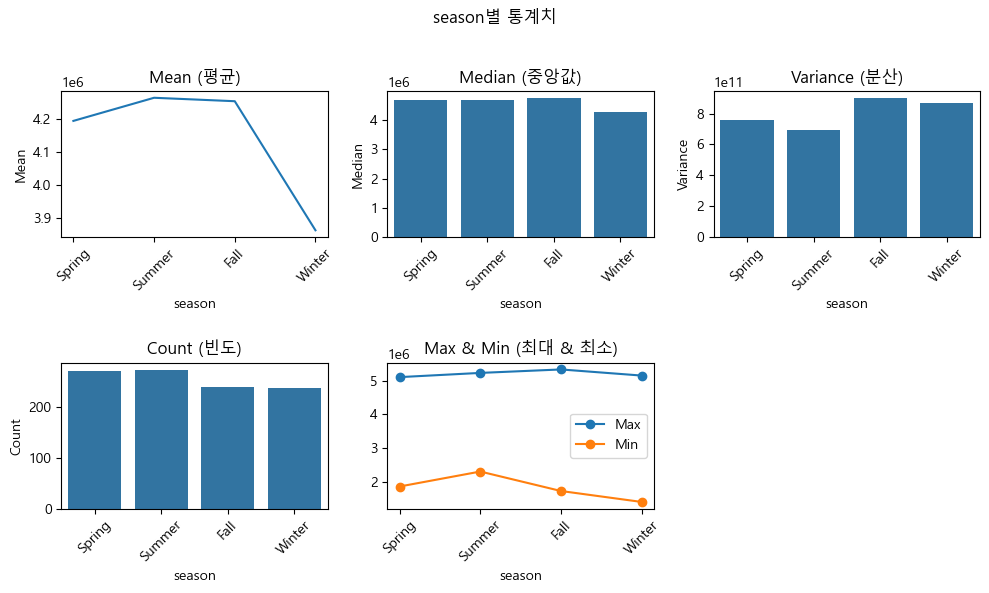 season별 통계치
Mean (평균)
1e6
4.2
4.1
4.0
3.9
Mean
Spring
Summer
Fall
Winter
season
Median (중앙값)
1e6
4
3
2
1
0
Median
Spring
Summer
Fall
Winter
season
Variance (분산)
1e11
8
6
4
2
0
Variance
Spring
Summer
Fall
Winter
season
Count (빈도)
200
100
0
Count
Spring
Summer
Fall
Winter
season
Max & Min (최대 & 최소)
1e6
5
4
3
2
Max
Min
Spring
Summer
Fall
Winter
season